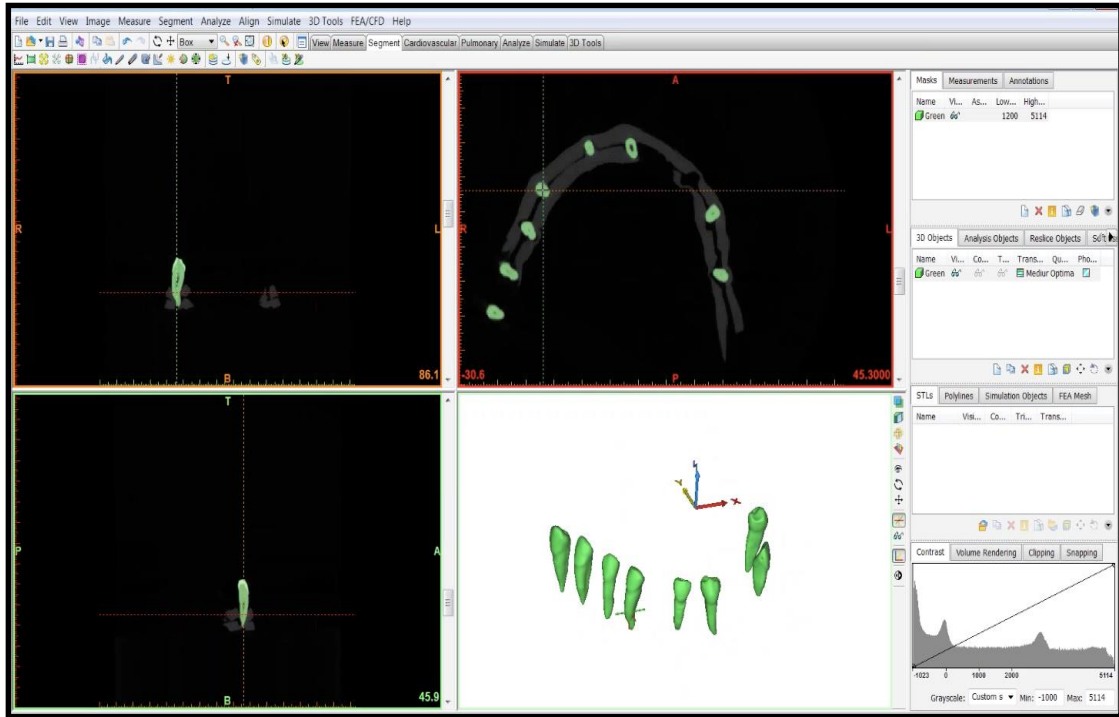 File Edit View Image Measure Segment Analyze Align Simulate 3D Tools FEA/CFD Help
Box View Measure Segment Cardiovascular Pulmonary Analyze Simulate 3D Tools
T
R
L
B
86.1
A
R
L
P
-30.6
45.3000
T
P
A
B
45.9
Y
X
Masks Measurements Annotations
Name Vi... As... Low... High...
Green 1200 5114
3D Objects Analysis Objects Reslice Objects
Name Vi... Co... T... Trans... Qu... Pho...
Green Mediur Optima
STLs Polylines Simulation Objects FEA Mesh
Name Visi... Co... Tri... Trans...
Contrast Volume Rendering Clipping Snapping
-1023 0 1000 2000 5114
Grayscale: Custom s Min: -1000 Max: 5114